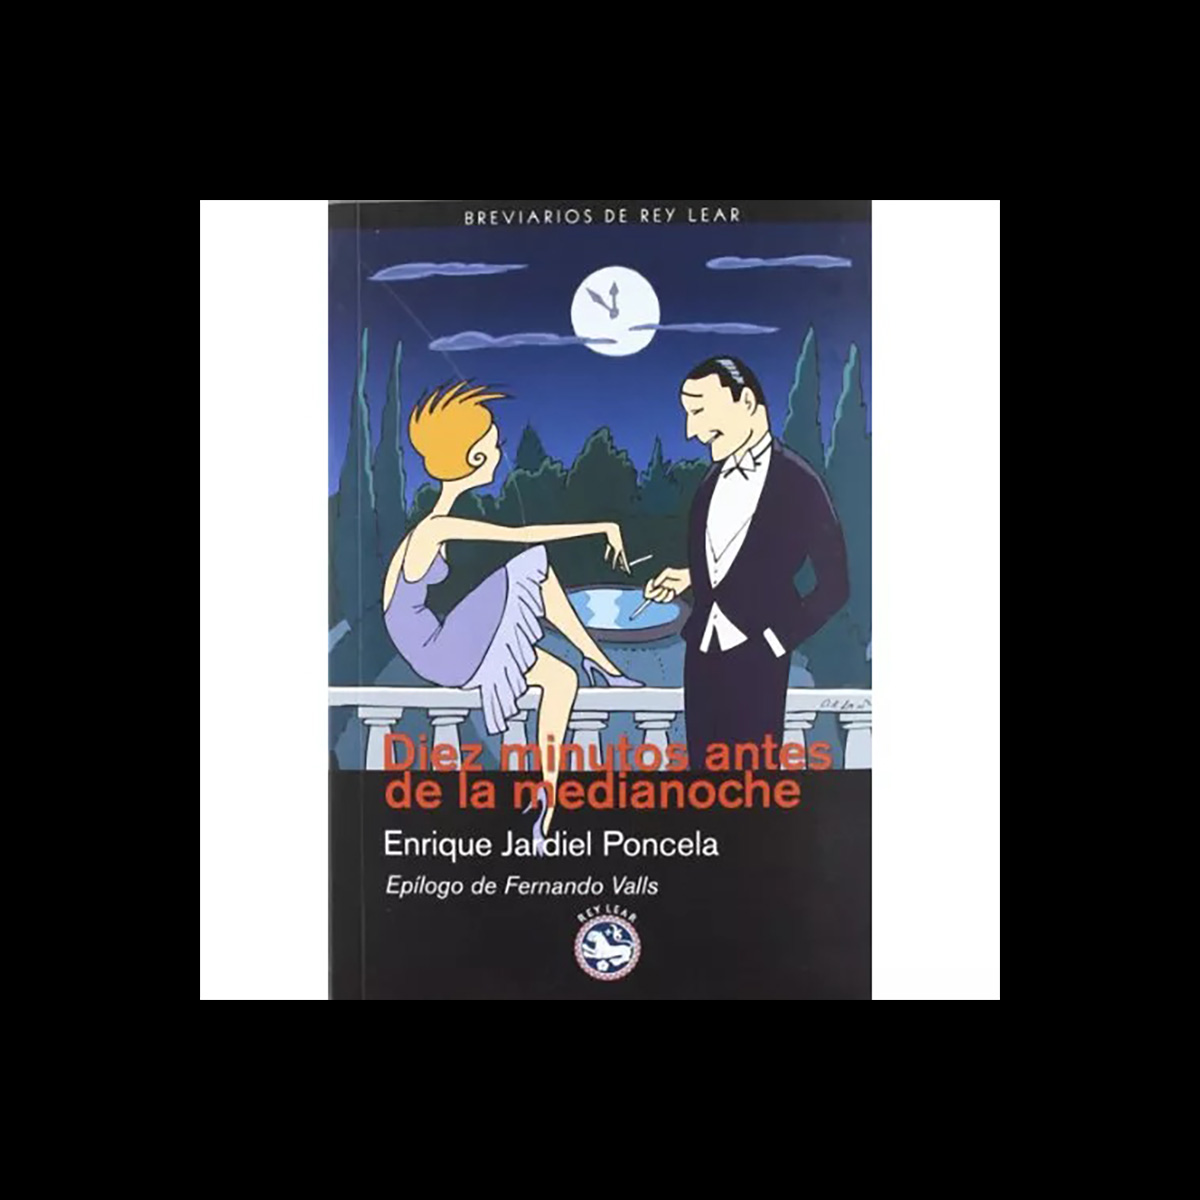 BREVIARIOS DE REY LEAR
Diez minutos antes
de la medianoche
Enrique Jardiel Poncela
Epílogo de Fernando Valls
REY LEAR